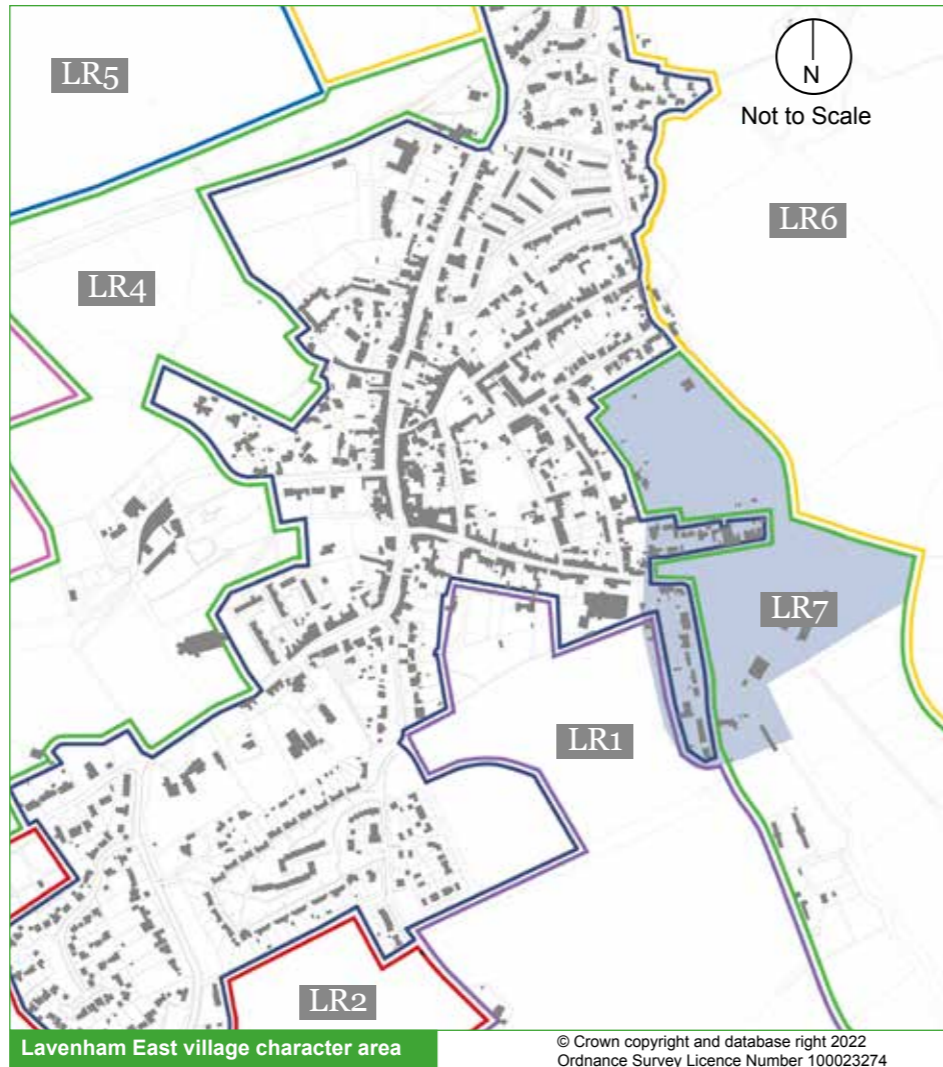 LR5
N
Not to Scale
LR6
LR4
LR7
LR1
LR2
Lavenham East village character area
© Crown copyright and database right 2022
Ordnance Survey Licence Number 100023274